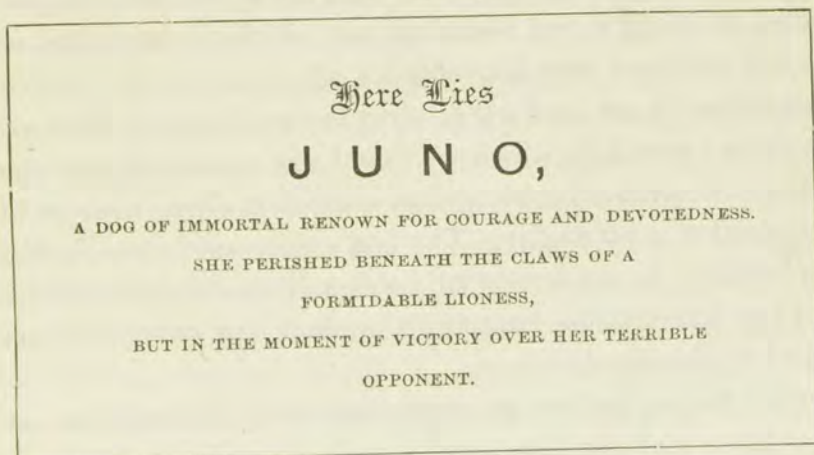 Here Lies
JUNO,
A DOG OF IMMORTAL RENOWN FOR COURAGE AND DEVOTEDNESS.
SHE PERISHED BENEATH THE CLAWS OF A
FORMIDABLE LIONESS,
BUT IN THE MOMENT OF VICTORY OVER HER TERRIBLE
OPPONENT.